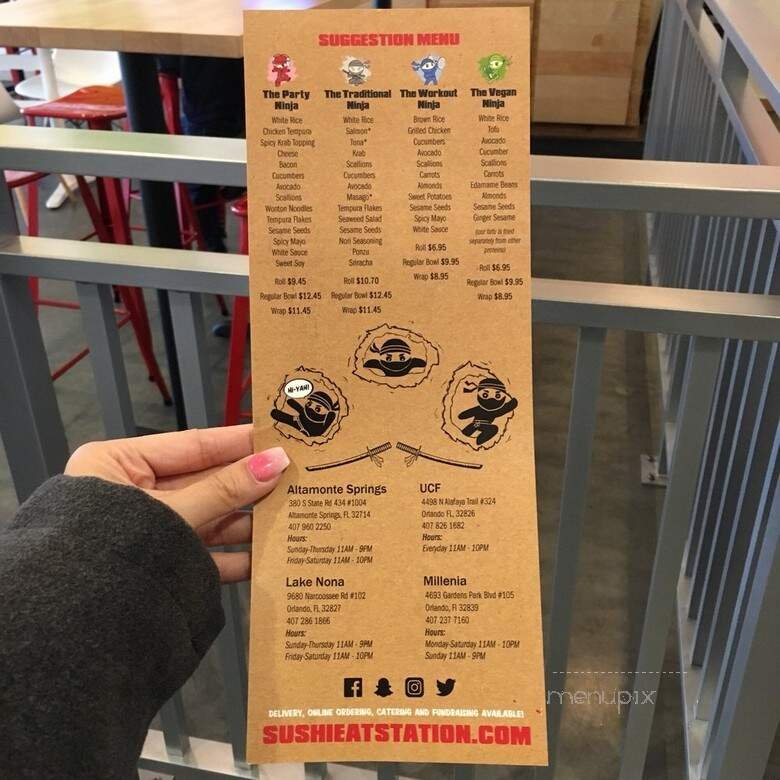 SUGGESTION MENU
The Party Ninja
White Rice
Chicken Tempura
Spicy Krab Topping
Cheese
Bacon
Cucumbers
Avocado
Scallions
Wonton Noodles
Tempura Flakes
Sesame Seeds
Spicy Mayo
White Sauce
Sweet Soy
Roll $9.45
Regular Bowl $12.45
Wrap $11.45
The Traditional Ninja
White Rice
Salmon*
Tuna*
Krab
Scallions
Cucumbers
Avocado
Masago*
Tempura Flakes
Seaweed Salad
Sesame Seeds
Nori Seasoning
Ponzu
Sriracha
Roll $10.70
Regular Bowl $12.45
Wrap $11.45
The Workout Ninja
Brown Rice
Grilled Chicken
Cucumbers
Avocado
Scallions
Carrots
Almonds
Sweet Potatoes
Sesame Seeds
Spicy Mayo
White Sauce
Roll $6.95
Regular Bowl $9.95
Wrap $8.95
The Vegan Ninja
White Rice
Tofu
Avocado
Cucumber
Scallions
Carrots
Edamame Beans
Almonds
Sesame Seeds
Ginger Sesame
(our tofu is fried
separately from other
proteins)
Roll $6.95
Regular Bowl $9.95
Wrap $8.95
HI-YAH!
Altamonte Springs
380 S State Rd 434 #1004
Altamonte Springs, FL 32714
407 960 2250
Hours:
Sunday-Thursday 11AM - 9PM
Friday-Saturday 11AM - 10PM
UCF
4498 N Alafaya Trail #324
Orlando FL, 32826
407 826 1682
Hours:
Everyday 11AM - 10PM
Lake Nona
9680 Narcoossee Rd #102
Orlando, FL 32827
407 286 1866
Hours:
Sunday-Thursday 11AM - 9PM
Friday-Saturday 11AM - 10PM
Millenia
4693 Gardens Park Blvd #105
Orlando, Fl 32839
407 237 7160
Hours:
Monday-Saturday 11AM - 10PM
Sunday 11AM - 9PM
DELIVERY, ONLINE ORDERING, CATERING AND FUNDRAISING AVAILABLE!
SUSHIEATSTATION.COM
menupix